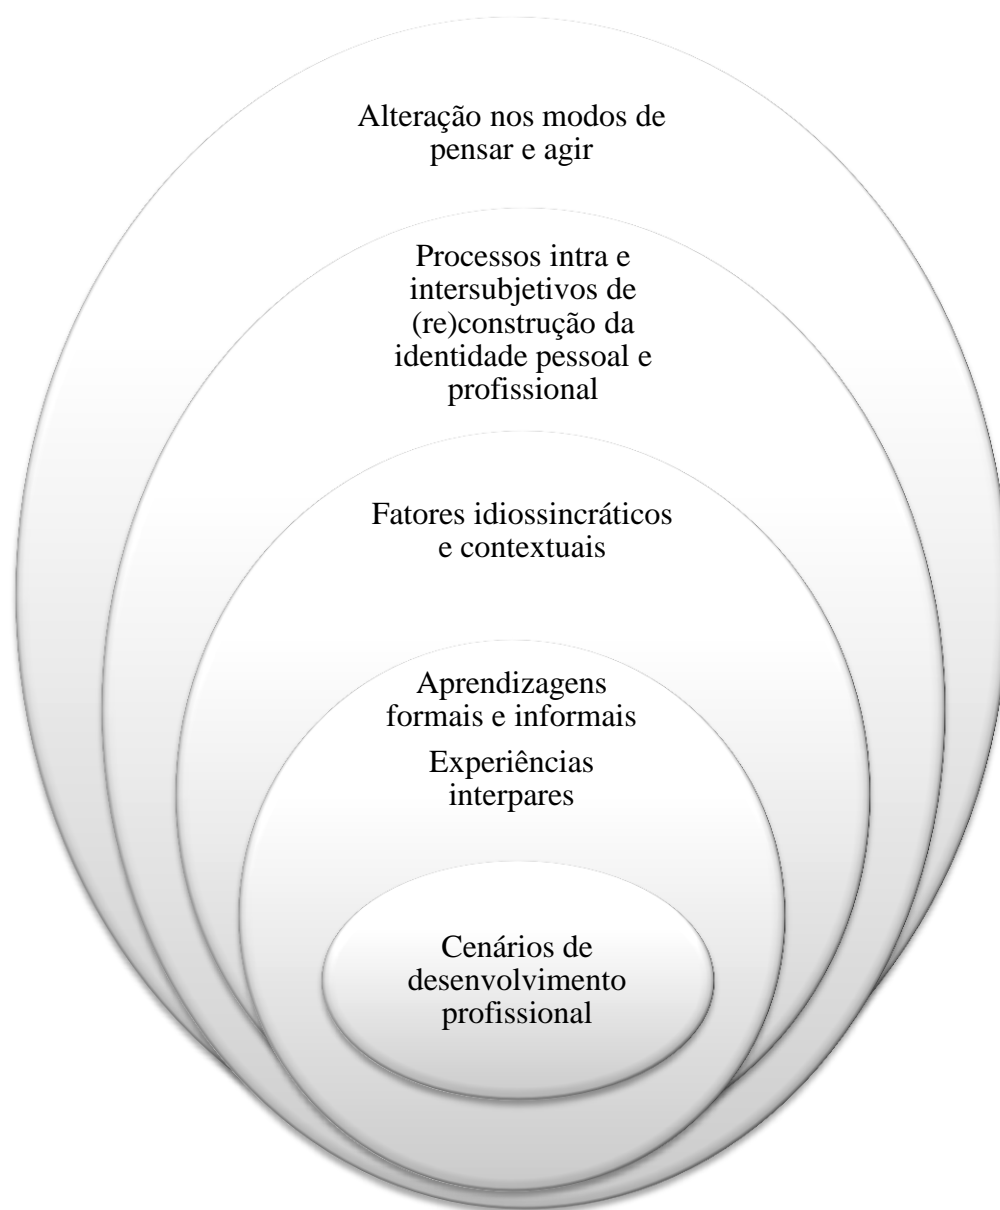 Alteração nos modos de
pensar e agir
Processos intra e
intersubjetivos de
(re)construção da
identidade pessoal e
profissional
Fatores idiossincráticos
e contextuais
Aprendizagens
formais e informais
Experiências
interpares
Cenários de
desenvolvimento
profissional